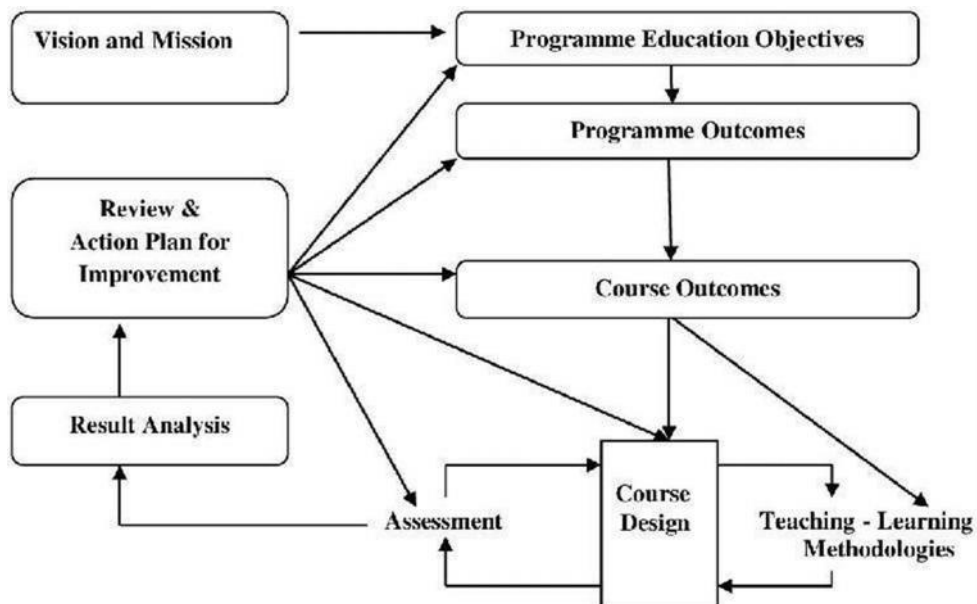 Vision and Mission
Programme Education Objectives
Programme Outcomes
Review &
Action Plan for
Improvement
Course Outcomes
Result Analysis
Assessment
Course
Design
Teaching - Learning
Methodologies